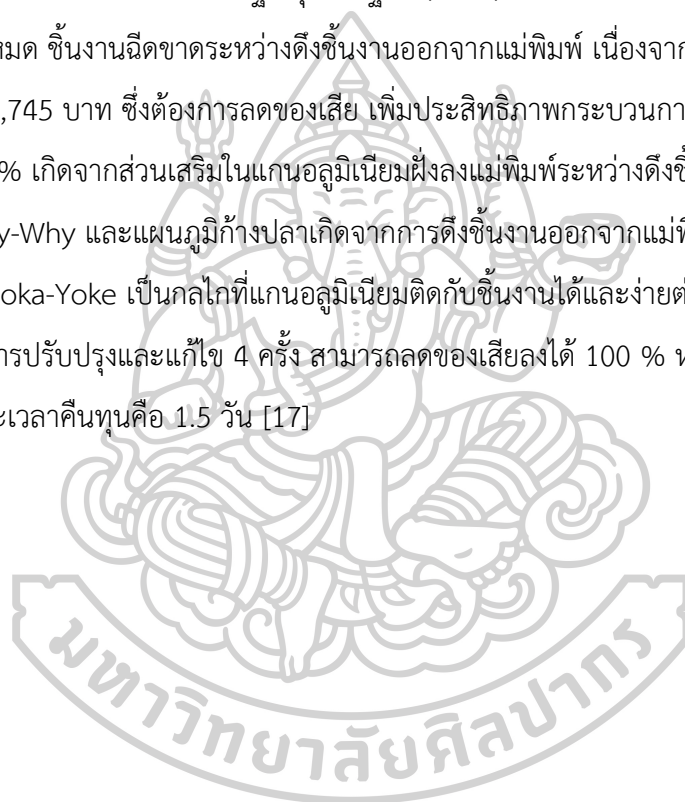 หมด ชิ้นงานฉีดขาดระหว่างดึงชิ้นงานออกจากแม่พิมพ์ เนื่องจาก
,745 บาท ซึ่งต้องการลดของเสีย เพิ่มประสิทธิภาพกระบวนกา
% เกิดจากส่วนเสริมในแกนอลูมิเนียมฝั่งลงแม่พิมพ์ระหว่างดึงชิ้
y-Why และแผนภูมิก้างปลาเกิดจากการดึงชิ้นงานออกจากแม่พิ
oka-Yoke เป็นกลไกที่แกนอลูมิเนียมติดกับชิ้นงานได้และง่ายต่
ารปรับปรุงและแก้ไข 4 ครั้ง สามารถลดของเสียลงได้ 100 % ห
ะเวลาคืนทุนคือ 1.5 วัน [17]
มหาวิทยาลัยศิลปากร